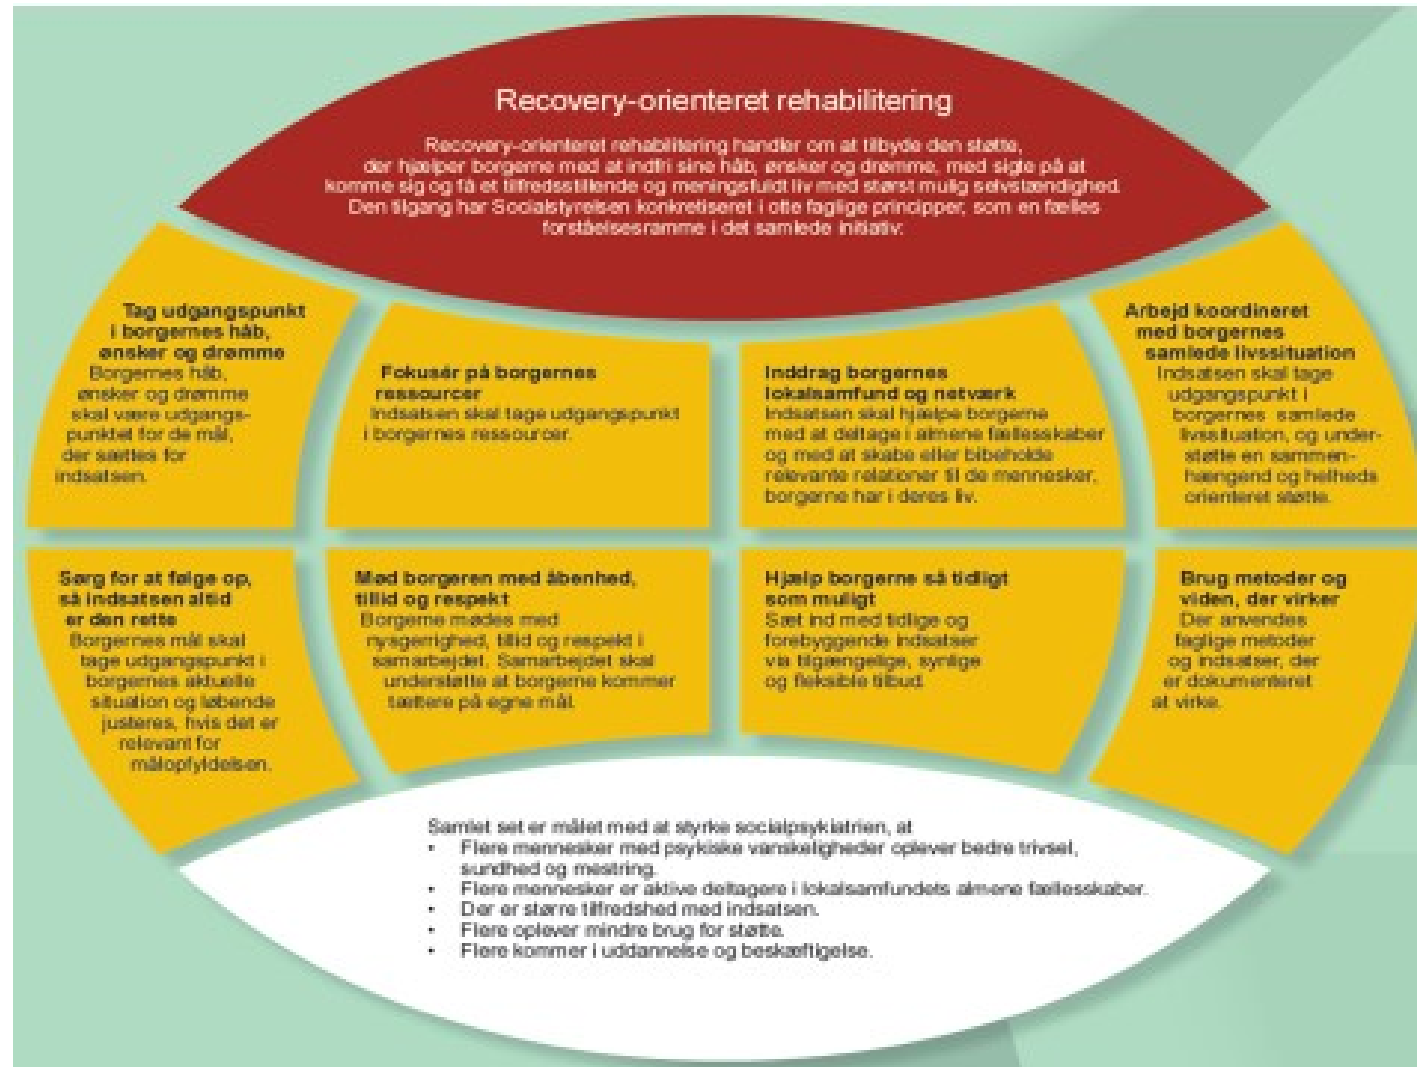 Recovery-orienteret rehabilitering
Recovery-orienteret rehabilitering handler om at tilbyde den støtte,
der hjælper borgerne med at indfri sine håb, ønsker og drømme, med sigte på at
komme sig og få et tilfredsstillende og meningsfuldt liv med størst mulig selvstændighed.
Den tilgang har Socialstyrelsen konkretiseret i otte faglige principper, som en fælles
forståelsesramme i det samlede initiativ:
Tag udgangspunkt
i borgernes håb,
ønsker og drømme
Borgernes håb,
ønsker og drømme
skal være udgangs-
punktet for de mål,
der sættes for
indsatsen.
Fokusér på borgernes
ressourcer
Indsatsen skal tage udgangspunkt
i borgernes ressourcer.
Inddrag borgernes
lokalsamfund og netværk
Indsatsen skal hjælpe borgerne
med at deltage i almene fællesskaber
og med at skabe eller bibeholde
relevante relationer til de mennesker,
borgerne har i deres liv.
Arbejd koordineret
med borgernes
samlede livssituation
Indsatsen skal tage
udgangspunkt i
borgernes samlede
livssituation, og under-
støtte en sammen-
hængend og helheds
orienteret støtte.
Sørg for at følge op,
så indsatsen altid
er den rette
Borgernes mål skal
tage udgangspunkt i
borgernes aktuelle
situation og løbende
justeres, hvis det er
relevant for
målopfyldelsen.
Mød borgeren med åbenhed,
tillid og respekt
Borgerne mødes med
nysgerrighed, tillid og respekt i
samarbejdet. Samarbejdet skal
understøtte at borgerne kommer
tættere på egne mål.
Hjælp borgerne så tidligt
som muligt
Sæt ind med tidlige og
forebyggende indsatser
via tilgængelige, synlige
og fleksible tilbud.
Brug metoder og
viden, der virker
Der anvendes
faglige metoder
og indsatser, der
er dokumenteret
at virke.
Samlet set er målet med at styrke socialpsykiatrien, at
• Flere mennesker med psykiske vanskeligheder oplever bedre trivsel,
sundhed og mestring.
• Flere mennesker er aktive deltagere i lokalsamfundets almene fællesskaber.
• Der er større tilfredshed med indsatsen.
• Flere oplever mindre brug for støtte.
• Flere kommer i uddannelse og beskæftigelse.